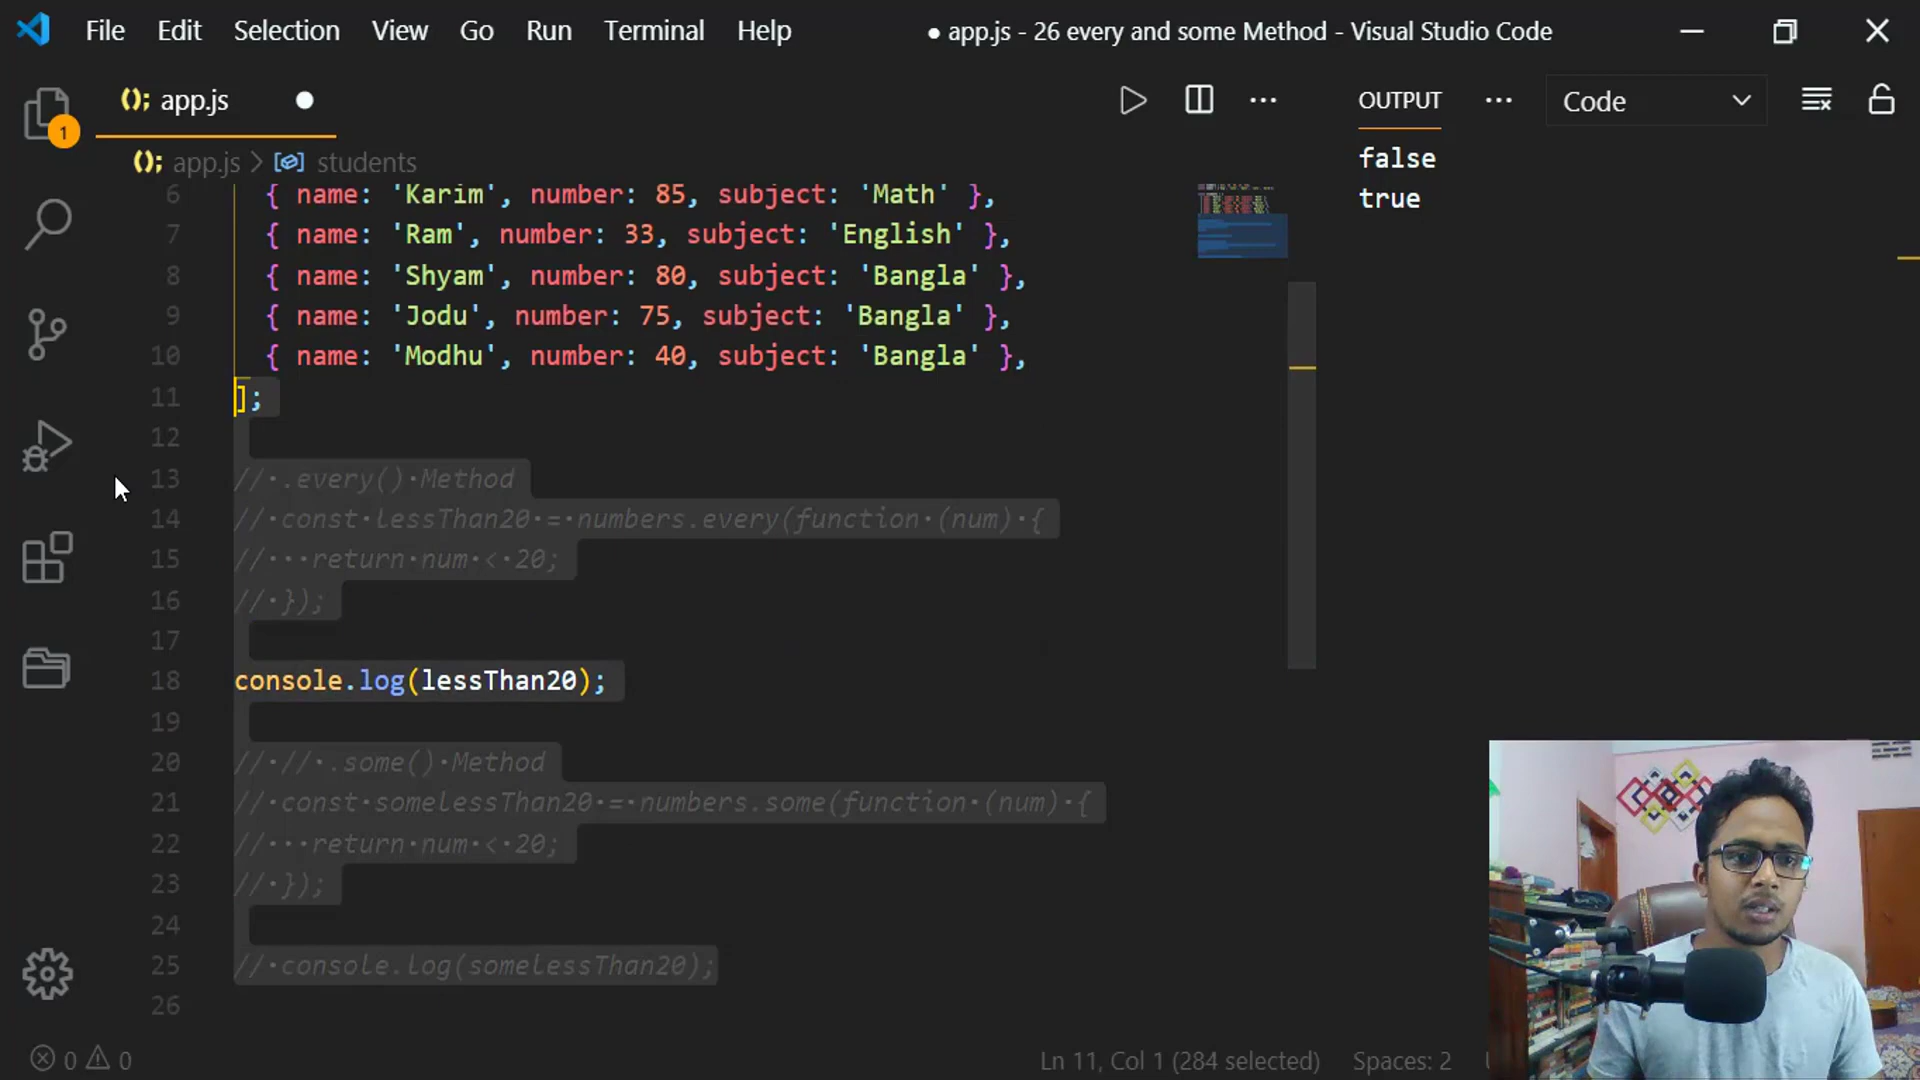 File Edit Selection View Go Run Terminal Help
● app.js - 26 every and some Method - Visual Studio Code
app.js
OUTPUT
Code
1
app.js > students
false
true
6 { name: 'Karim', number: 85, subject: 'Math' },
7 { name: 'Ram', number: 33, subject: 'English' },
8 { name: 'Shyam', number: 80, subject: 'Bangla' },
9 { name: 'Jodu', number: 75, subject: 'Bangla' },
10 { name: 'Modhu', number: 40, subject: 'Bangla' },
11 ];
12
13 // .every() Method
14 // const lessThan20 = numbers.every(function (num) {
15 //   return num < 20;
16 // });
17
18 console.log(lessThan20);
19
20 // // .some() Method
21 // const somelessThan20 = numbers.some(function (num) {
22 //   return num < 20;
23 // });
24
25 // console.log(somelessThan20);
26
0 0
Ln 11, Col 1 (284 selected)
Spaces: 2